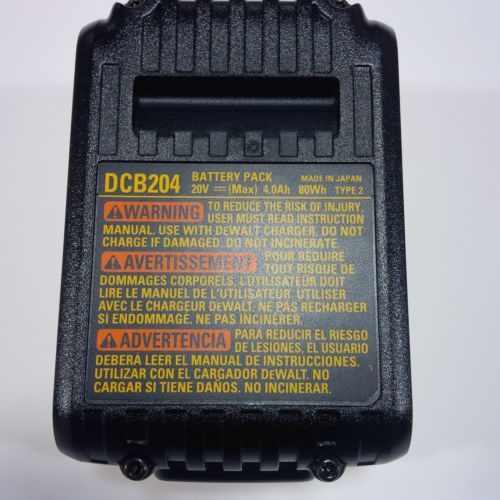 DCB204 BATTERY PACK MADE IN JAPAN
20V ⎓ (Max) 4.0Ah 80Wh TYPE 2
⚠WARNING TO REDUCE THE RISK OF INJURY,
USER MUST READ INSTRUCTION
MANUAL. USE WITH DEWALT CHARGER. DO NOT
CHARGE IF DAMAGED. DO NOT INCINERATE.
⚠AVERTISSEMENT POUR REDUIRE
TOUT RISQUE DE
DOMMAGES CORPORELS, L'UTILISATEUR DOIT
LIRE LE MANUEL DE L'UTILISATEUR. UTILISER
AVEC LE CHARGEUR DeWALT. NE PAS RECHARGER
SI ENDOMMAGE. NE PAS INCINERER.
⚠ADVERTENCIA PARA REDUCIR EL RIESGO
DE LESIONES, EL USUARIO
DEBERA LEER EL MANUAL DE INSTRUCCIONES.
UTILIZAR CON EL CARGADOR DeWALT. NO
CARGAR SI TIENE DAÑOS. NO INCINERAR.